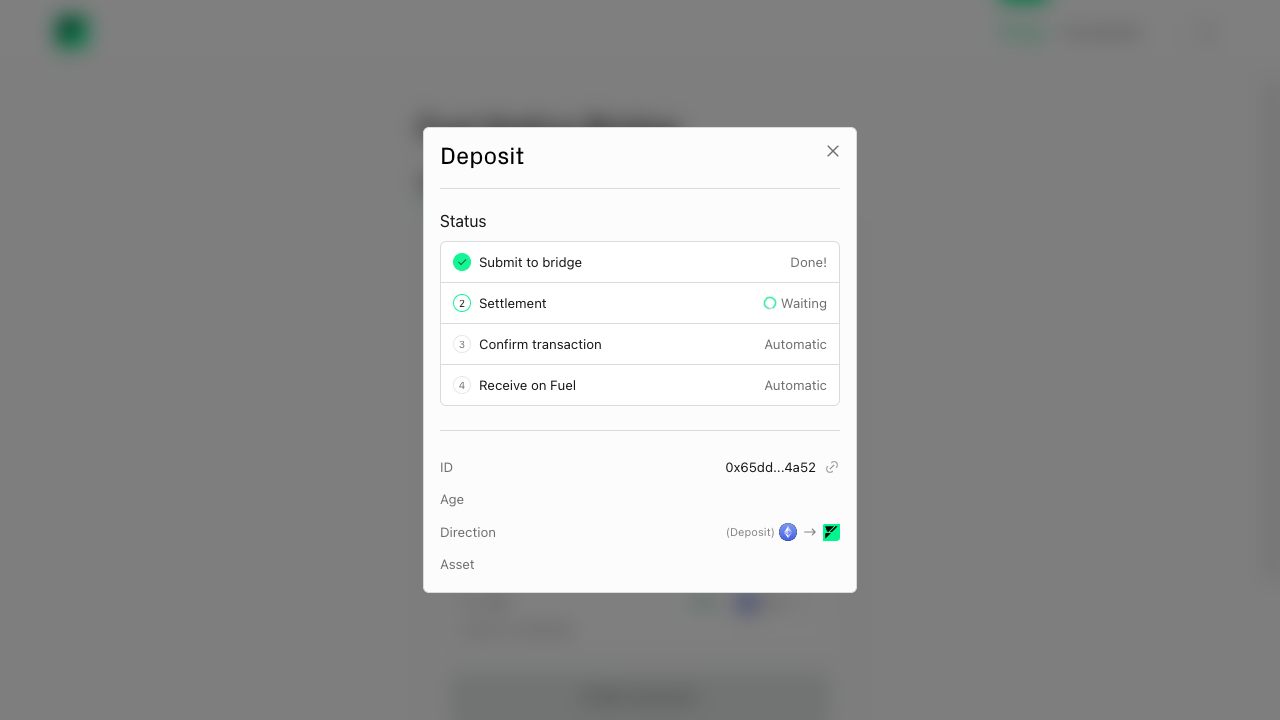 Deposit
Status
Submit to bridge Done!
2 Settlement Waiting
3 Confirm transaction Automatic
4 Receive on Fuel Automatic
ID 0x65dd...4a52
Age
Direction (Deposit) →
Asset